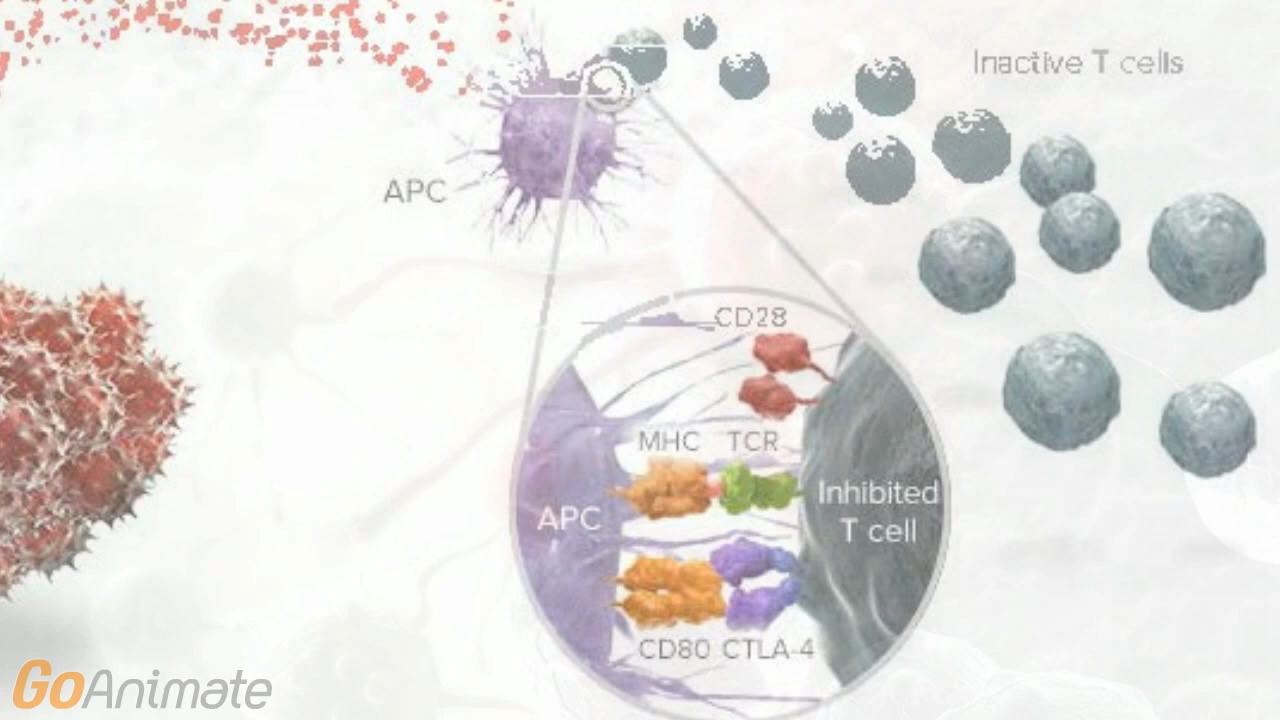 Inactive T cells
APC
CD28
MHC TCR
APC
Inhibited
T cell
CD80 CTLA-4
GoAnimate